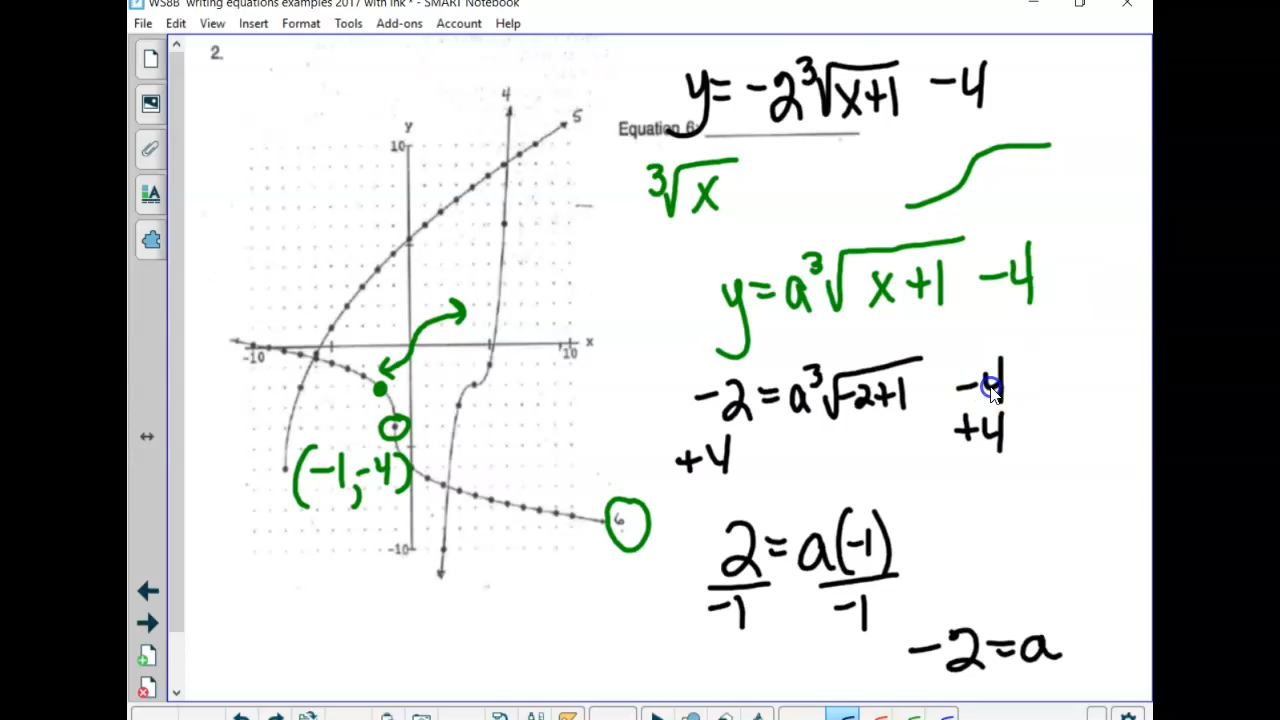 WS8B writing equations examples 2017 with ink * - SMART Notebook
File Edit View Insert Format Tools Add-ons Account Help
2.
y = -2∛(x+1) - 4
Equation 6:
∛x
y = a∛(x+1) - 4
-2 = a∛(-2+1) -4
+4 +4
2 = a(-1)
-1 -1
-2 = a
4
5
y
10
-10
10
x
(-1, -4)
6
-10